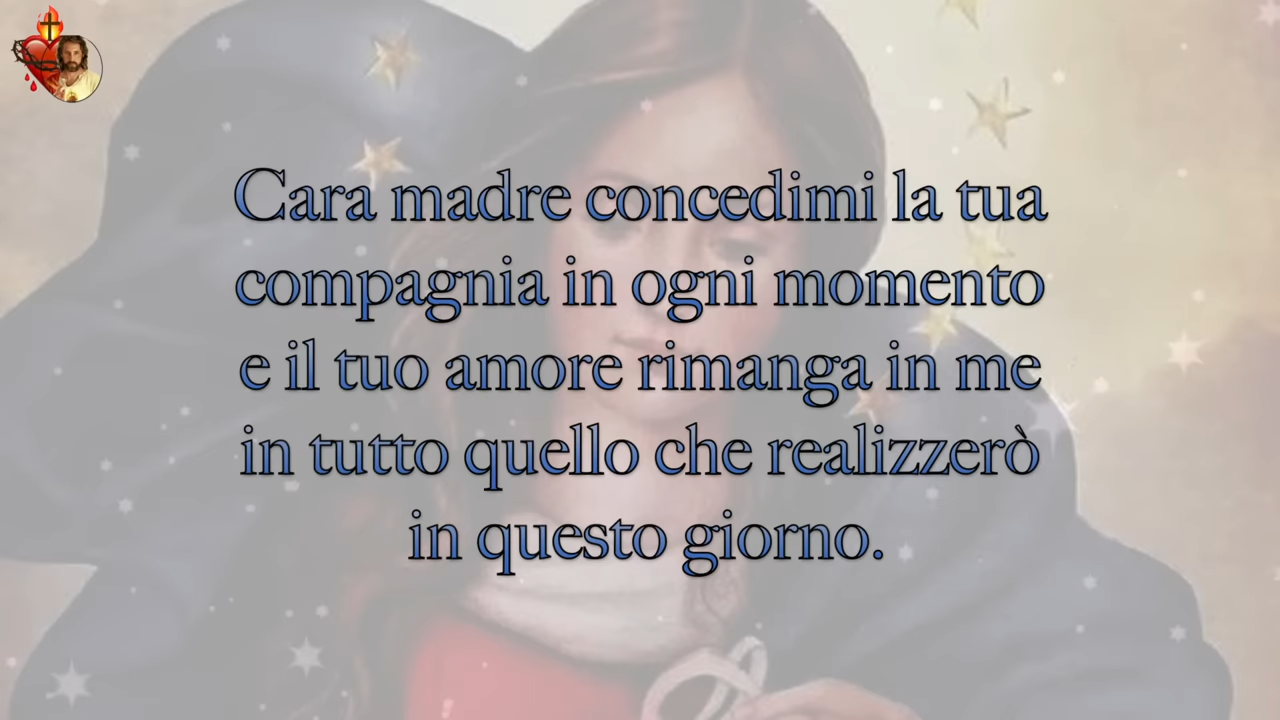 Cara madre concedimi la tua
compagnia in ogni momento
e il tuo amore rimanga in me
in tutto quello che realizzerò
in questo giorno.